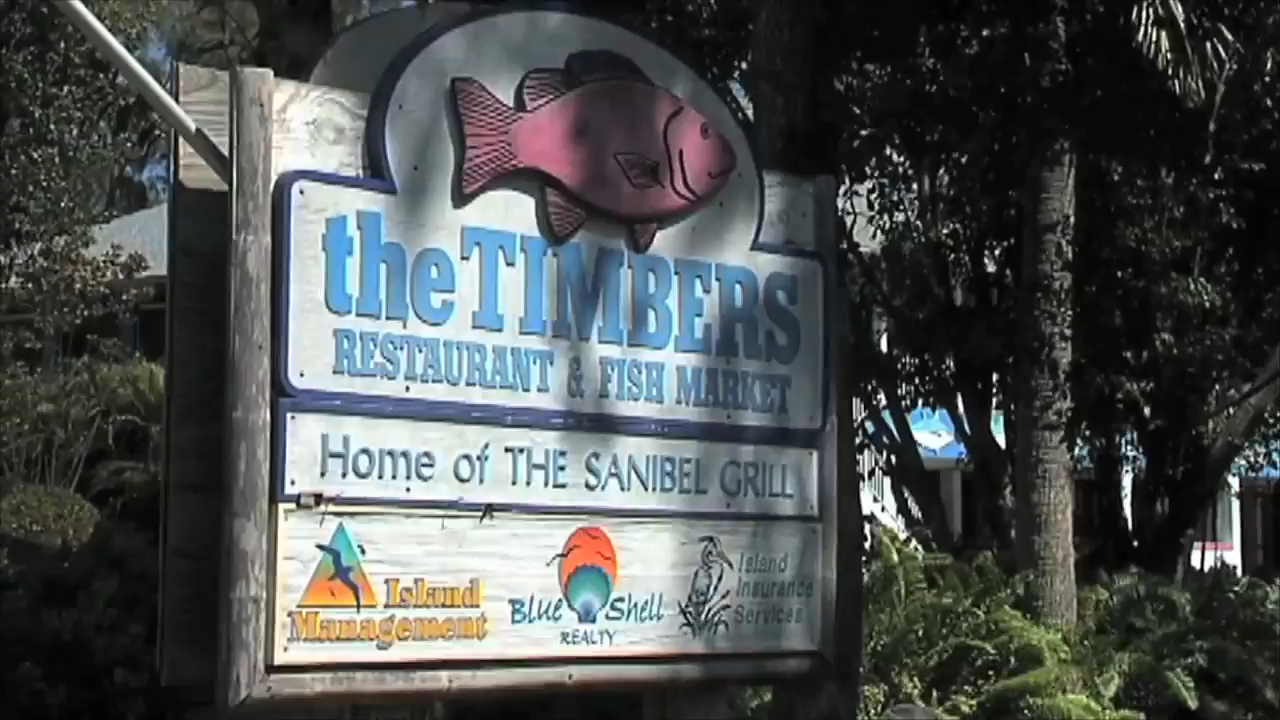 the TIMBERS
RESTAURANT & FISH MARKET
Home of THE SANIBEL GRILL
Island
Management
Blue Shell
REALTY
Island
Insurance
Services